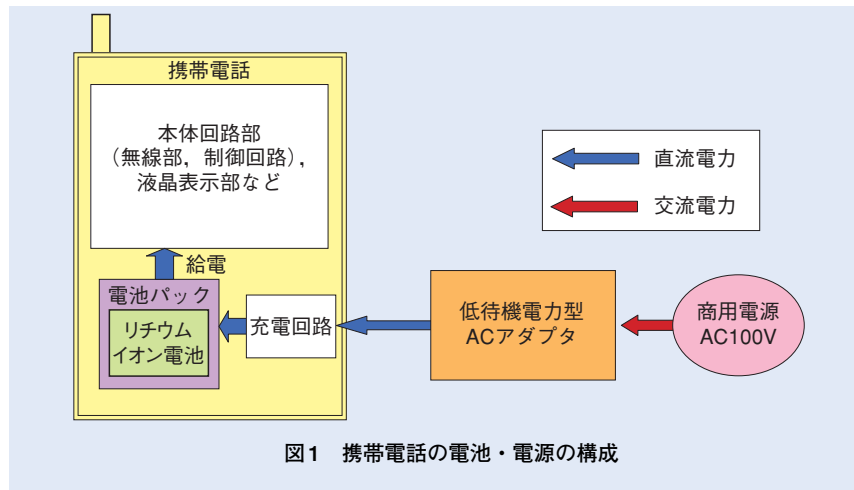 携帯電話
本体回路部
（無線部，制御回路），
液晶表示部など
給電
電池パック
リチウム
イオン電池
充電回路
低待機電力型
ACアダプタ
商用電源
AC100V
直流電力
交流電力
図1　携帯電話の電池・電源の構成